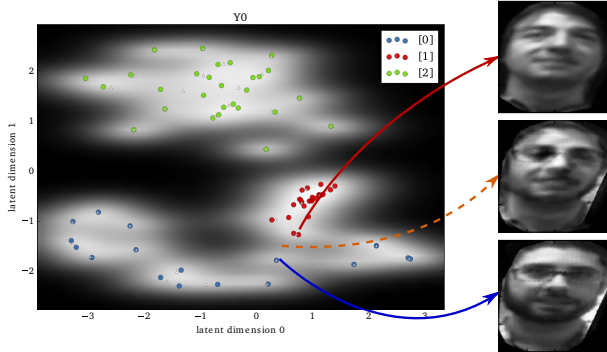 Y0
[0]
[1]
[2]
2
1
0
−1
−2
latent dimension 1
−3 −2 −1 0 1 2 3
latent dimension 0